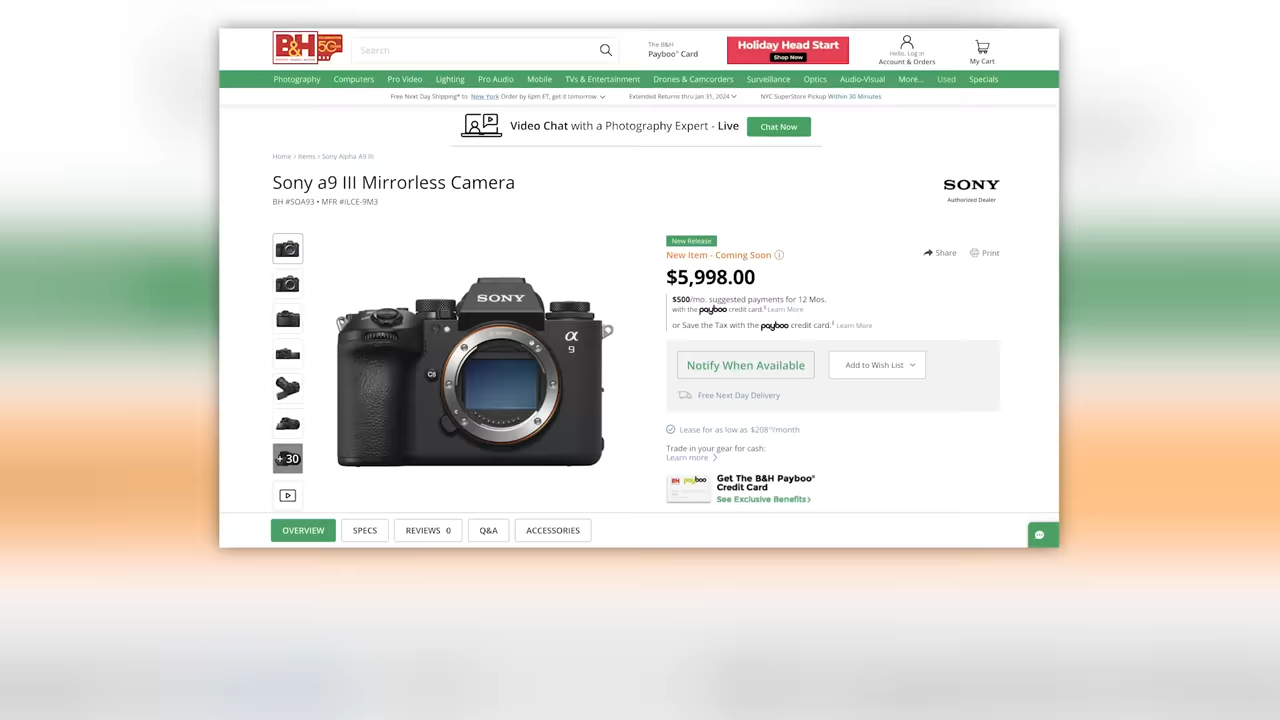 B&H
50
Search
The B&H
Payboo® Card
Holiday Head Start
Shop Now
Hello, Log in
Account & Orders
My Cart
Photography Computers Pro Video Lighting Pro Audio Mobile TVs & Entertainment Drones & Camcorders Surveillance Optics Audio-Visual More... Used Specials
Free Next Day Shipping* to New York Order by 6pm ET, get it tomorrow. Extended Returns thru Jan 31, 2024 NYC SuperStore Pickup Within 30 Minutes
Video Chat with a Photography Expert - Live Chat Now
Home > Items > Sony Alpha A9 III
Sony a9 III Mirrorless Camera
BH #SOA93 • MFR #ILCE-9M3
SONY
Authorized Dealer
New Release
New Item - Coming Soon
Share Print
$5,998.00
$500/mo. suggested payments for 12 Mos.
with the payboo credit card.§ Learn More
or Save the Tax with the payboo credit card.‡ Learn More
Notify When Available Add to Wish List
Free Next Day Delivery
Lease for as low as $208/month
Trade in your gear for cash:
Learn more >
BH payboo
Get The B&H Payboo®
Credit Card
See Exclusive Benefits >
SONY
α
9
C5
+ 30
OVERVIEW SPECS REVIEWS 0 Q&A ACCESSORIES